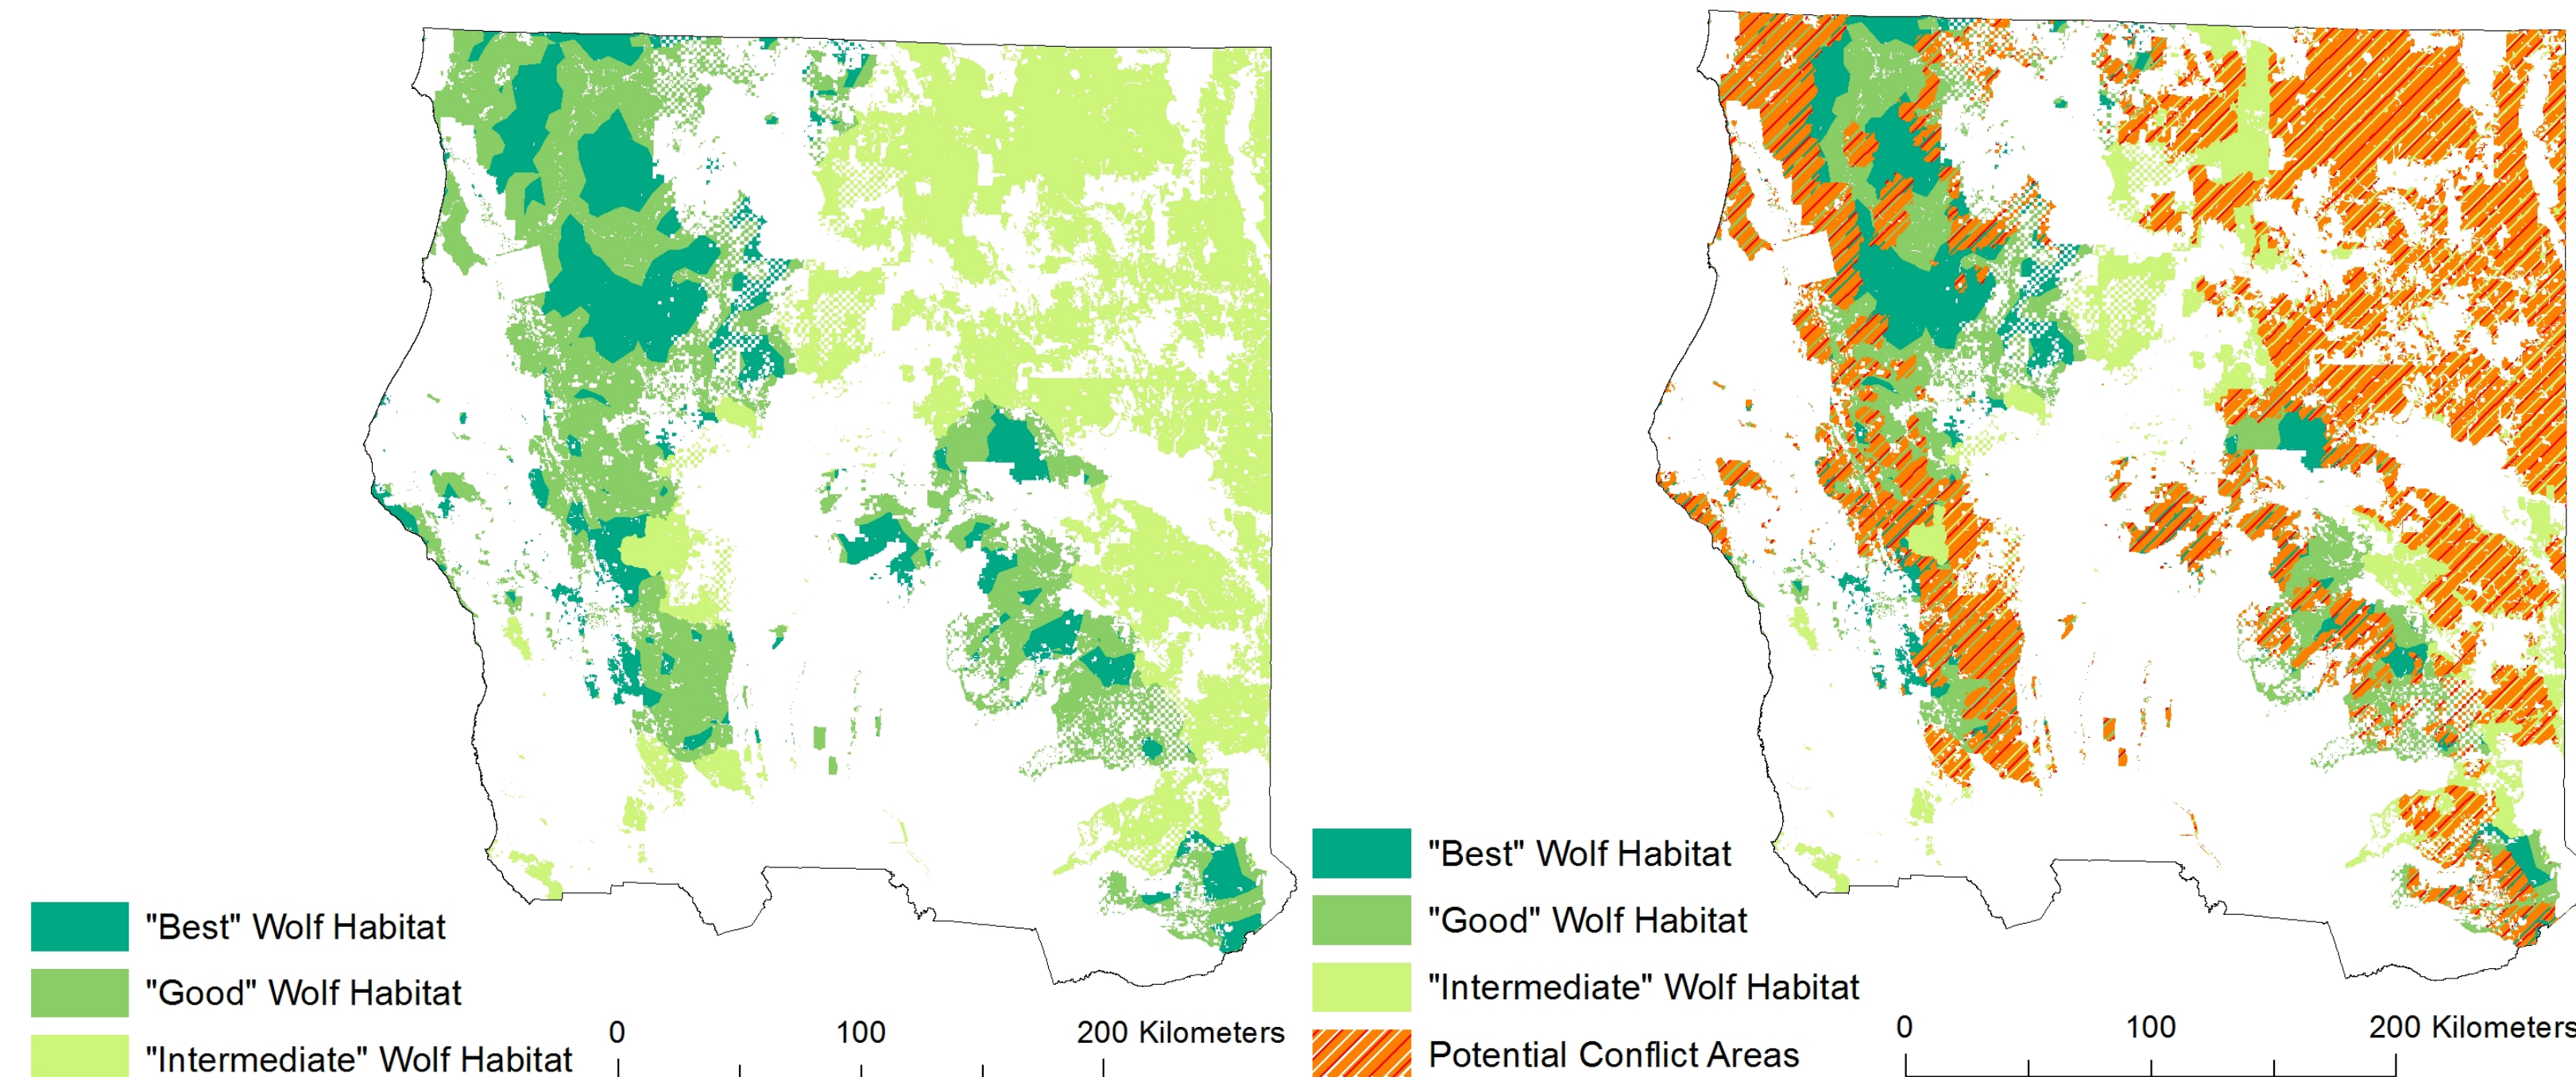 "Best" Wolf Habitat
"Good" Wolf Habitat
"Intermediate" Wolf Habitat
0 100 200 Kilometers
"Best" Wolf Habitat
"Good" Wolf Habitat
"Intermediate" Wolf Habitat
Potential Conflict Areas
0 100 200 Kilometers